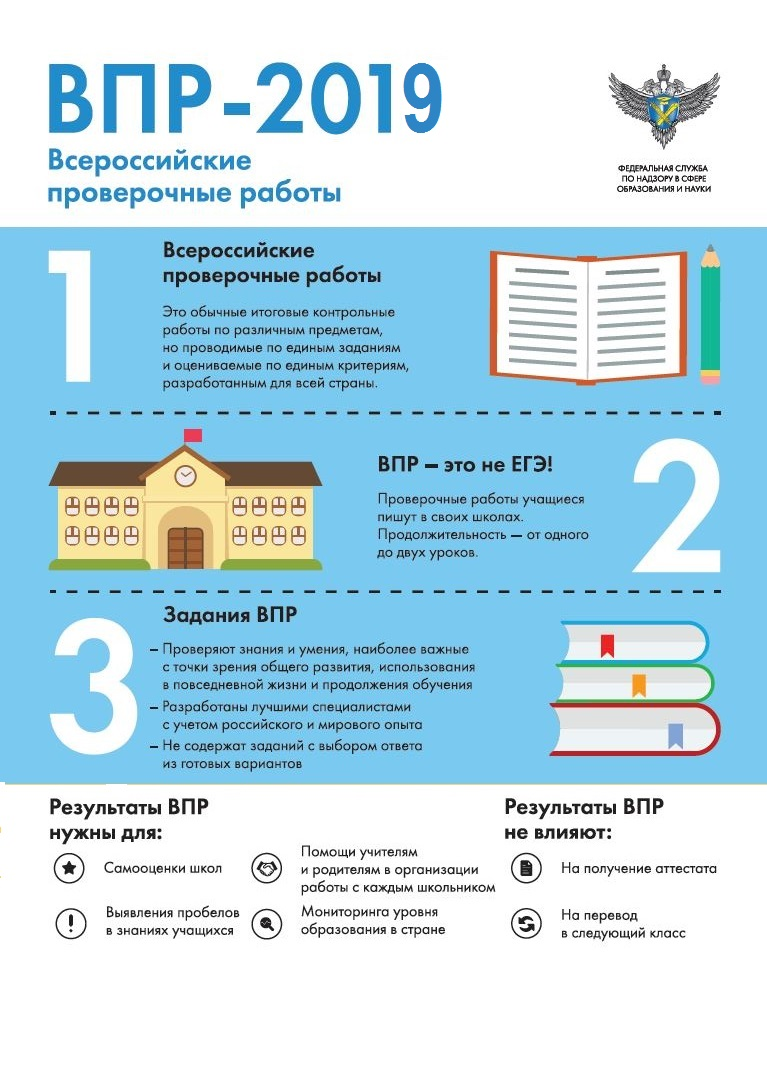 ВПР-2019
Всероссийские
проверочные работы
ФЕДЕРАЛЬНАЯ СЛУЖБА
ПО НАДЗОРУ В СФЕРЕ
ОБРАЗОВАНИЯ И НАУКИ
1
Всероссийские
проверочные работы
Это обычные итоговые контрольные
работы по различным предметам,
но проводимые по единым заданиям
и оцениваемые по единым критериям,
разработанным для всей страны.
ВПР – это не ЕГЭ!
Проверочные работы учащиеся
пишут в своих школах.
Продолжительность — от одного
до двух уроков.
2
3
Задания ВПР
– Проверяют знания и умения, наиболее важные
с точки зрения общего развития, использования
в повседневной жизни и продолжения обучения
– Разработаны лучшими специалистами
с учетом российского и мирового опыта
– Не содержат заданий с выбором ответа
из готовых вариантов
Результаты ВПР
нужны для:
Самооценки школ
Помощи учителям
и родителям в организации
работы с каждым школьником
Выявления пробелов
в знаниях учащихся
Мониторинга уровня
образования в стране
Результаты ВПР
не влияют:
На получение аттестата
На перевод
в следующий класс